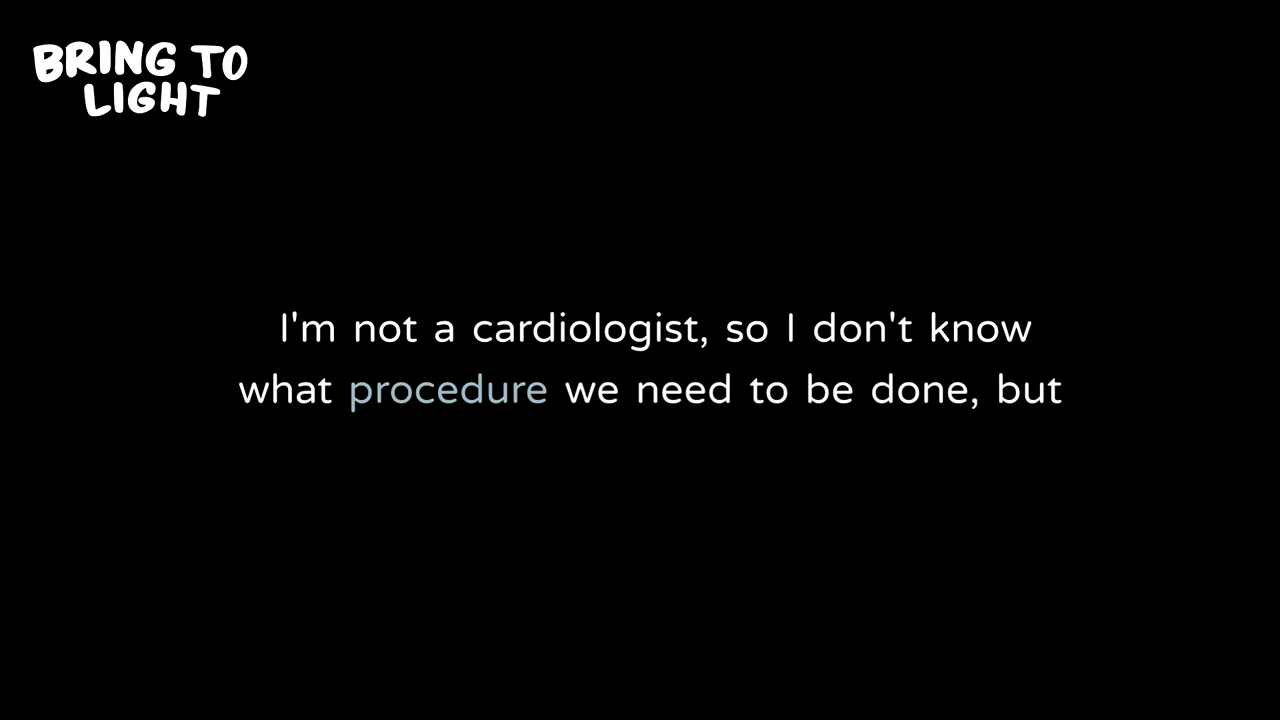 BRING TO
LIGHT
I'm not a cardiologist, so I don't know
what procedure we need to be done, but